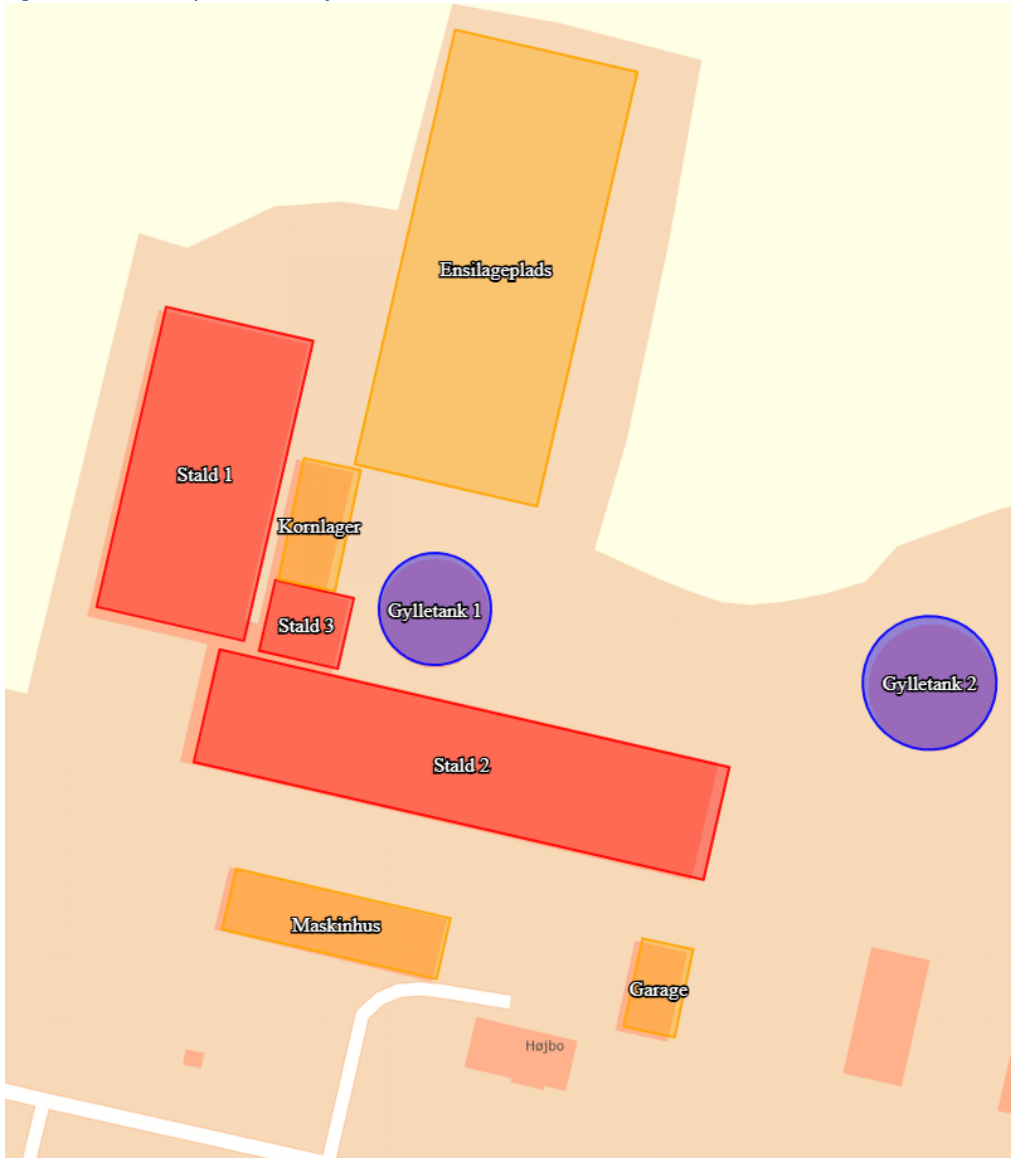 Ensilageplads
Stald 1
Kornlager
Gylletank 1
Stald 3
Gylletank 2
Stald 2
Maskinhus
Garage
Højbo